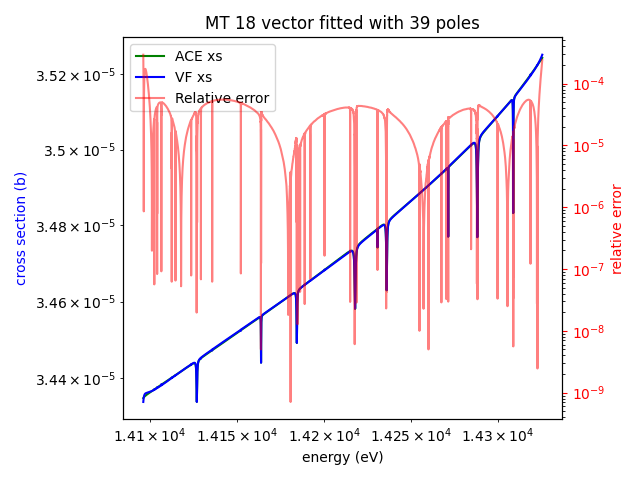 MT 18 vector fitted with 39 poles
ACE xs
VF xs
Relative error
3.52 × 10⁻⁵
3.5 × 10⁻⁵
3.48 × 10⁻⁵
3.46 × 10⁻⁵
3.44 × 10⁻⁵
cross section (b)
10⁻⁴
10⁻⁵
10⁻⁶
10⁻⁷
10⁻⁸
10⁻⁹
relative error
1.41 × 10⁴ 1.415 × 10⁴ 1.42 × 10⁴ 1.425 × 10⁴ 1.43 × 10⁴
energy (eV)